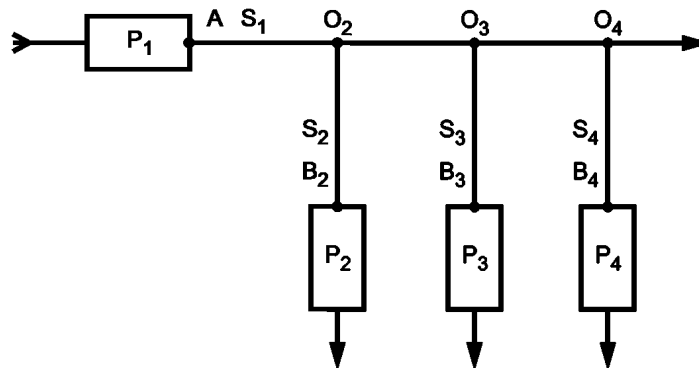 A S₁ O₂ O₃ O₄
P₁
S₂ S₃ S₄
B₂ B₃ B₄
P₂ P₃ P₄